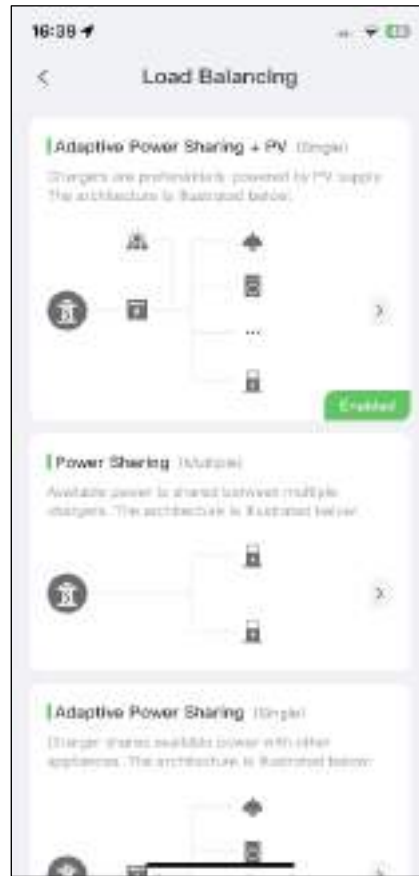 16:39
Load Balancing
Adaptive Power Sharing + PV (Single)
Chargers are preferentially powered by PV supply.
The architecture is illustrated below:
...
Enabled
Power Sharing (Multiple)
Available power is shared between multiple
chargers. The architecture is illustrated below:
Adaptive Power Sharing (Single)
Charger shares available power with other
appliances. The architecture is illustrated below: